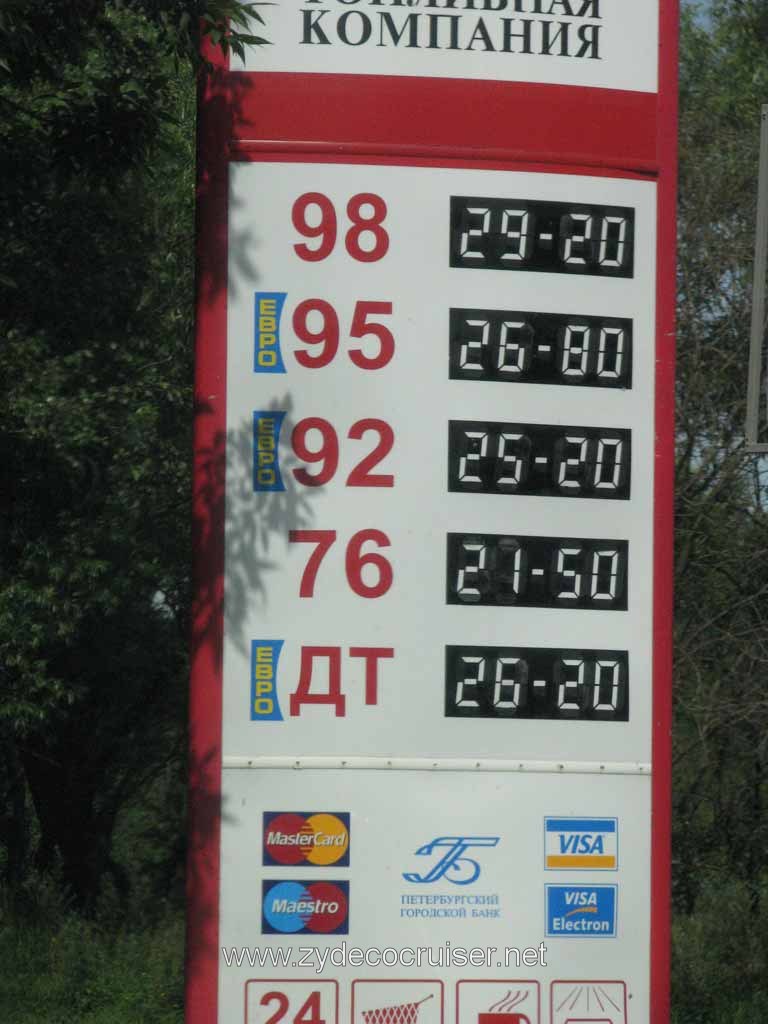 ТОПЛИВНАЯ
КОМПАНИЯ
98 29-20
ЕВРО 95 26-80
ЕВРО 92 25-20
76 21-50
ЕВРО ДТ 26-20
MasterCard
VISA
ПЕТЕРБУРГСКИЙ
ГОРОДСКОЙ БАНК
Maestro
VISA
Electron
www.zydecocruiser.net
24